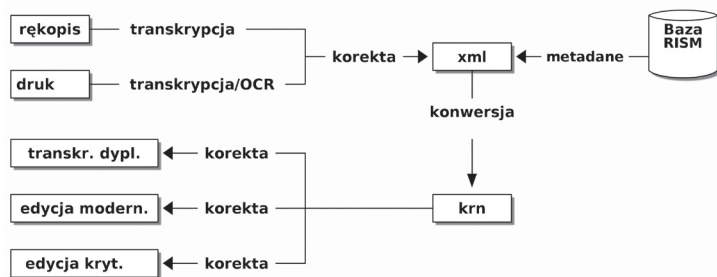 rękopis
transkrypcja
druk
transkrypcja/OCR
korekta
xml
metadane
Baza
RISM
konwersja
krn
transkr. dypl.
korekta
edycja modern.
korekta
edycja kryt.
korekta